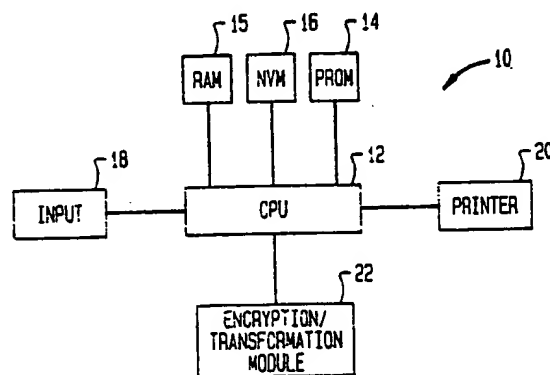 15
16
14
10
RAM
NVM
PROM
18
12
20
INPUT
CPU
PRINTER
22
ENCRYPTION/
TRANSFORMATION
MODULE